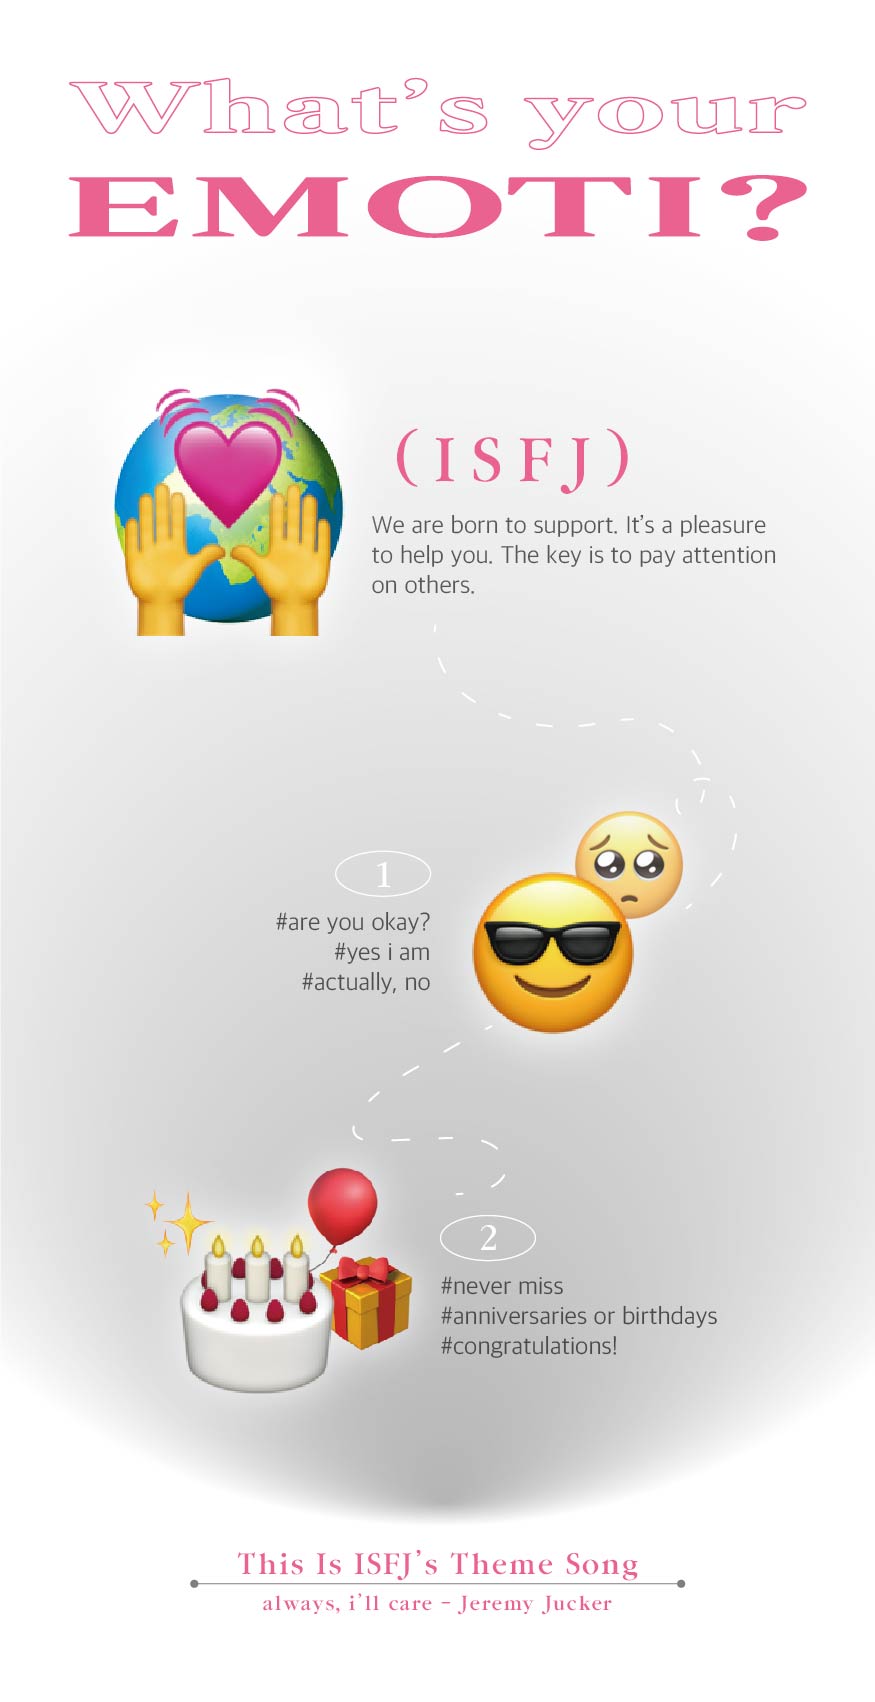 What's your
EMOTI?
(ISFJ)
We are born to support. It's a pleasure
to help you. The key is to pay attention
on others.
1
#are you okay?
#yes i am
#actually, no
2
#never miss
#anniversaries or birthdays
#congratulations!
This Is ISFJ's Theme Song
always, i'll care - Jeremy Jucker